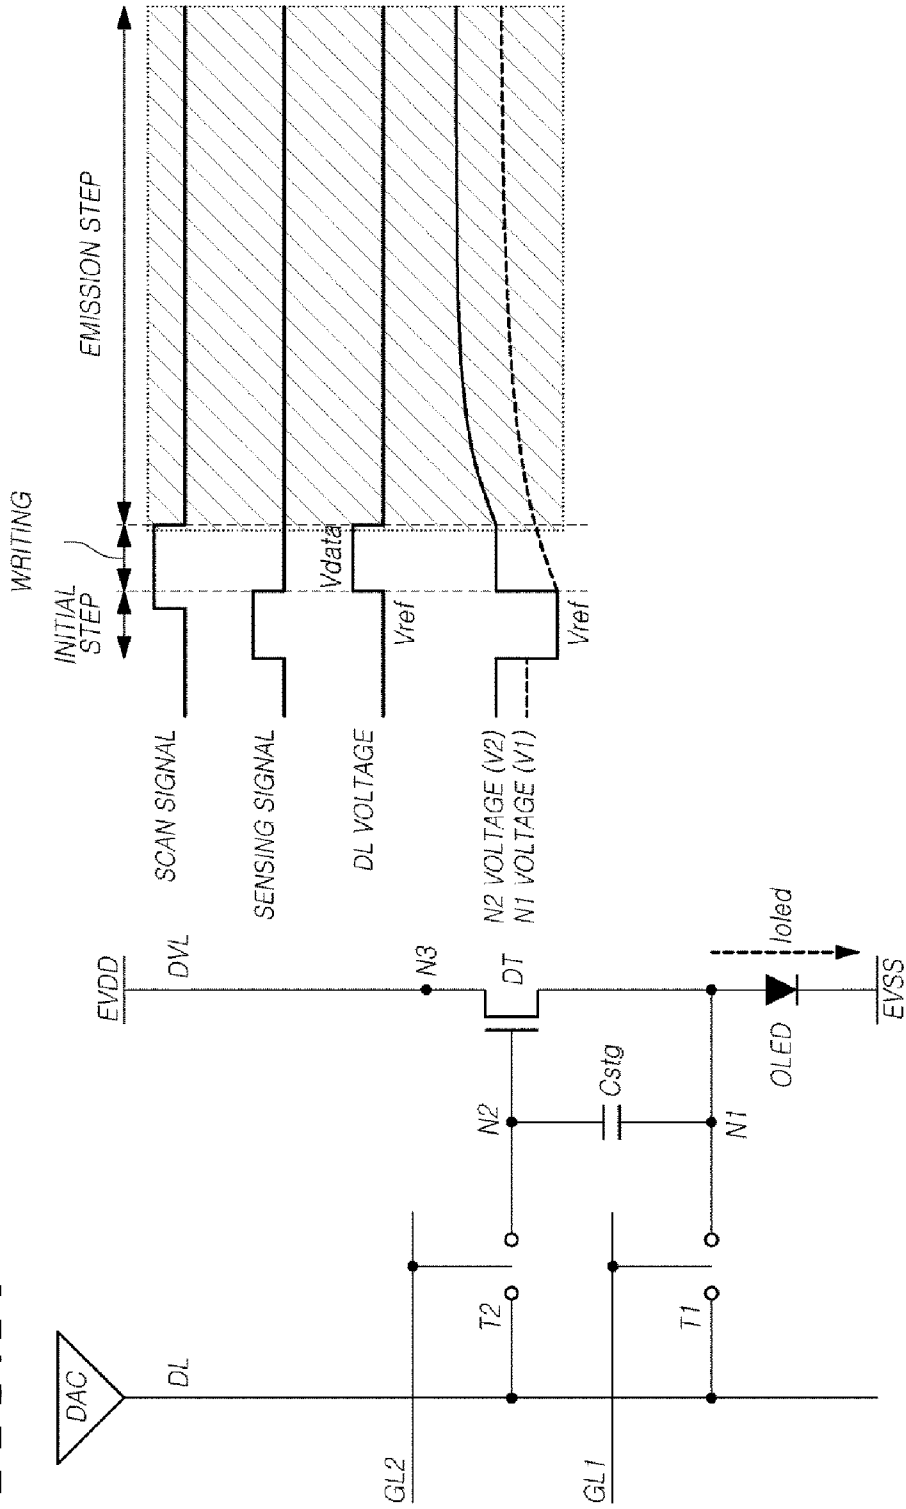 DAC
DL
GL2
GL1
T2
T1
N2
N1
Cstg
EVDD
DVL
N3
DT
OLED
Ioled
EVSS
SCAN SIGNAL
SENSING SIGNAL
DL VOLTAGE
N2 VOLTAGE (V2)
N1 VOLTAGE (V1)
INITIAL
STEP
WRITING
EMISSION STEP
Vdata
Vref
Vref